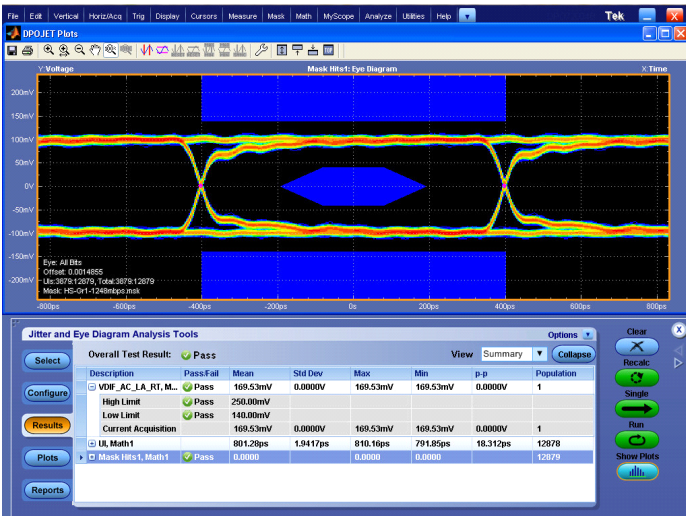 File Edit Vertical Horiz/Acq Trig Display Cursors Measure Mask Math MyScope Analyze Utilities Help Tek
DPOJET Plots
Y:Voltage Mask Hits1: Eye Diagram X:Time
200mV
150mV
100mV
50mV
0V
-50mV
-100mV
-150mV
-200mV
Eye: All Bits
Offset: 0.0014855
UIs:3879:12879, Total:3879:12879
Mask: HS-Gr1-1248mbps.msk
-800ps -600ps -400ps -200ps 0s 200ps 400ps 600ps 800ps
Jitter and Eye Diagram Analysis Tools Options
Select
Configure
Results
Plots
Reports
Overall Test Result: Pass View Summary Collapse
Description Pass/Fail Mean Std Dev Max Min p-p Population
VDIF_AC_LA_RT, M... Pass 169.53mV 0.0000V 169.53mV 169.53mV 0.0000V 1
High Limit Pass 250.00mV
Low Limit Pass 140.00mV
Current Acquisition 169.53mV 0.0000V 169.53mV 169.53mV 0.0000V 1
UI, Math1 801.28ps 1.9417ps 810.16ps 791.85ps 18.312ps 12878
Mask Hits1, Math1 Pass 0.0000 0.0000 0.0000 12879
Clear
Recalc
Single
Run
Show Plots